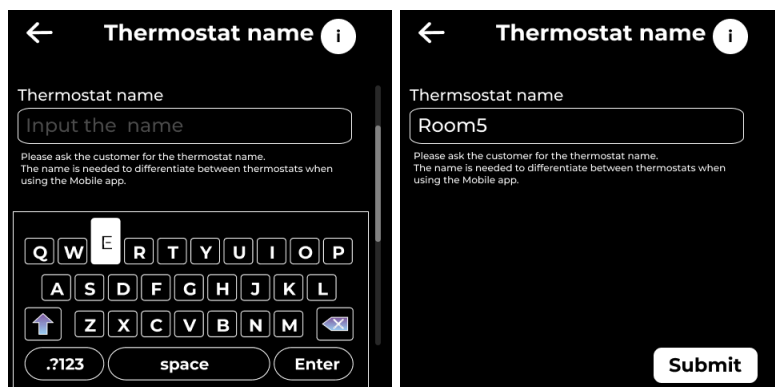 Thermostat name i
Thermostat name
Input the name
Please ask the customer for the thermostat name.
The name is needed to differentiate between thermostats when
using the Mobile app.
Q W E R T Y U I O P
A S D F G H J K L
Z X C V B N M
.?123 space Enter
Thermostat name i
Thermsostat name
Room5
Please ask the customer for the thermostat name.
The name is needed to differentiate between thermostats when
using the Mobile app.
Submit